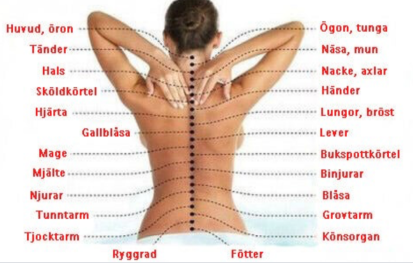 Huvud, öron
Tänder
Hals
Sköldkörtel
Hjärta
Gallblåsa
Mage
Mjälte
Njurar
Tunntarm
Tjocktarm
Ryggrad
Ögon, tunga
Näsa, mun
Nacke, axlar
Händer
Lungor, bröst
Lever
Bukspottkörtel
Binjurar
Blåsa
Grovtarm
Könsorgan
Fötter